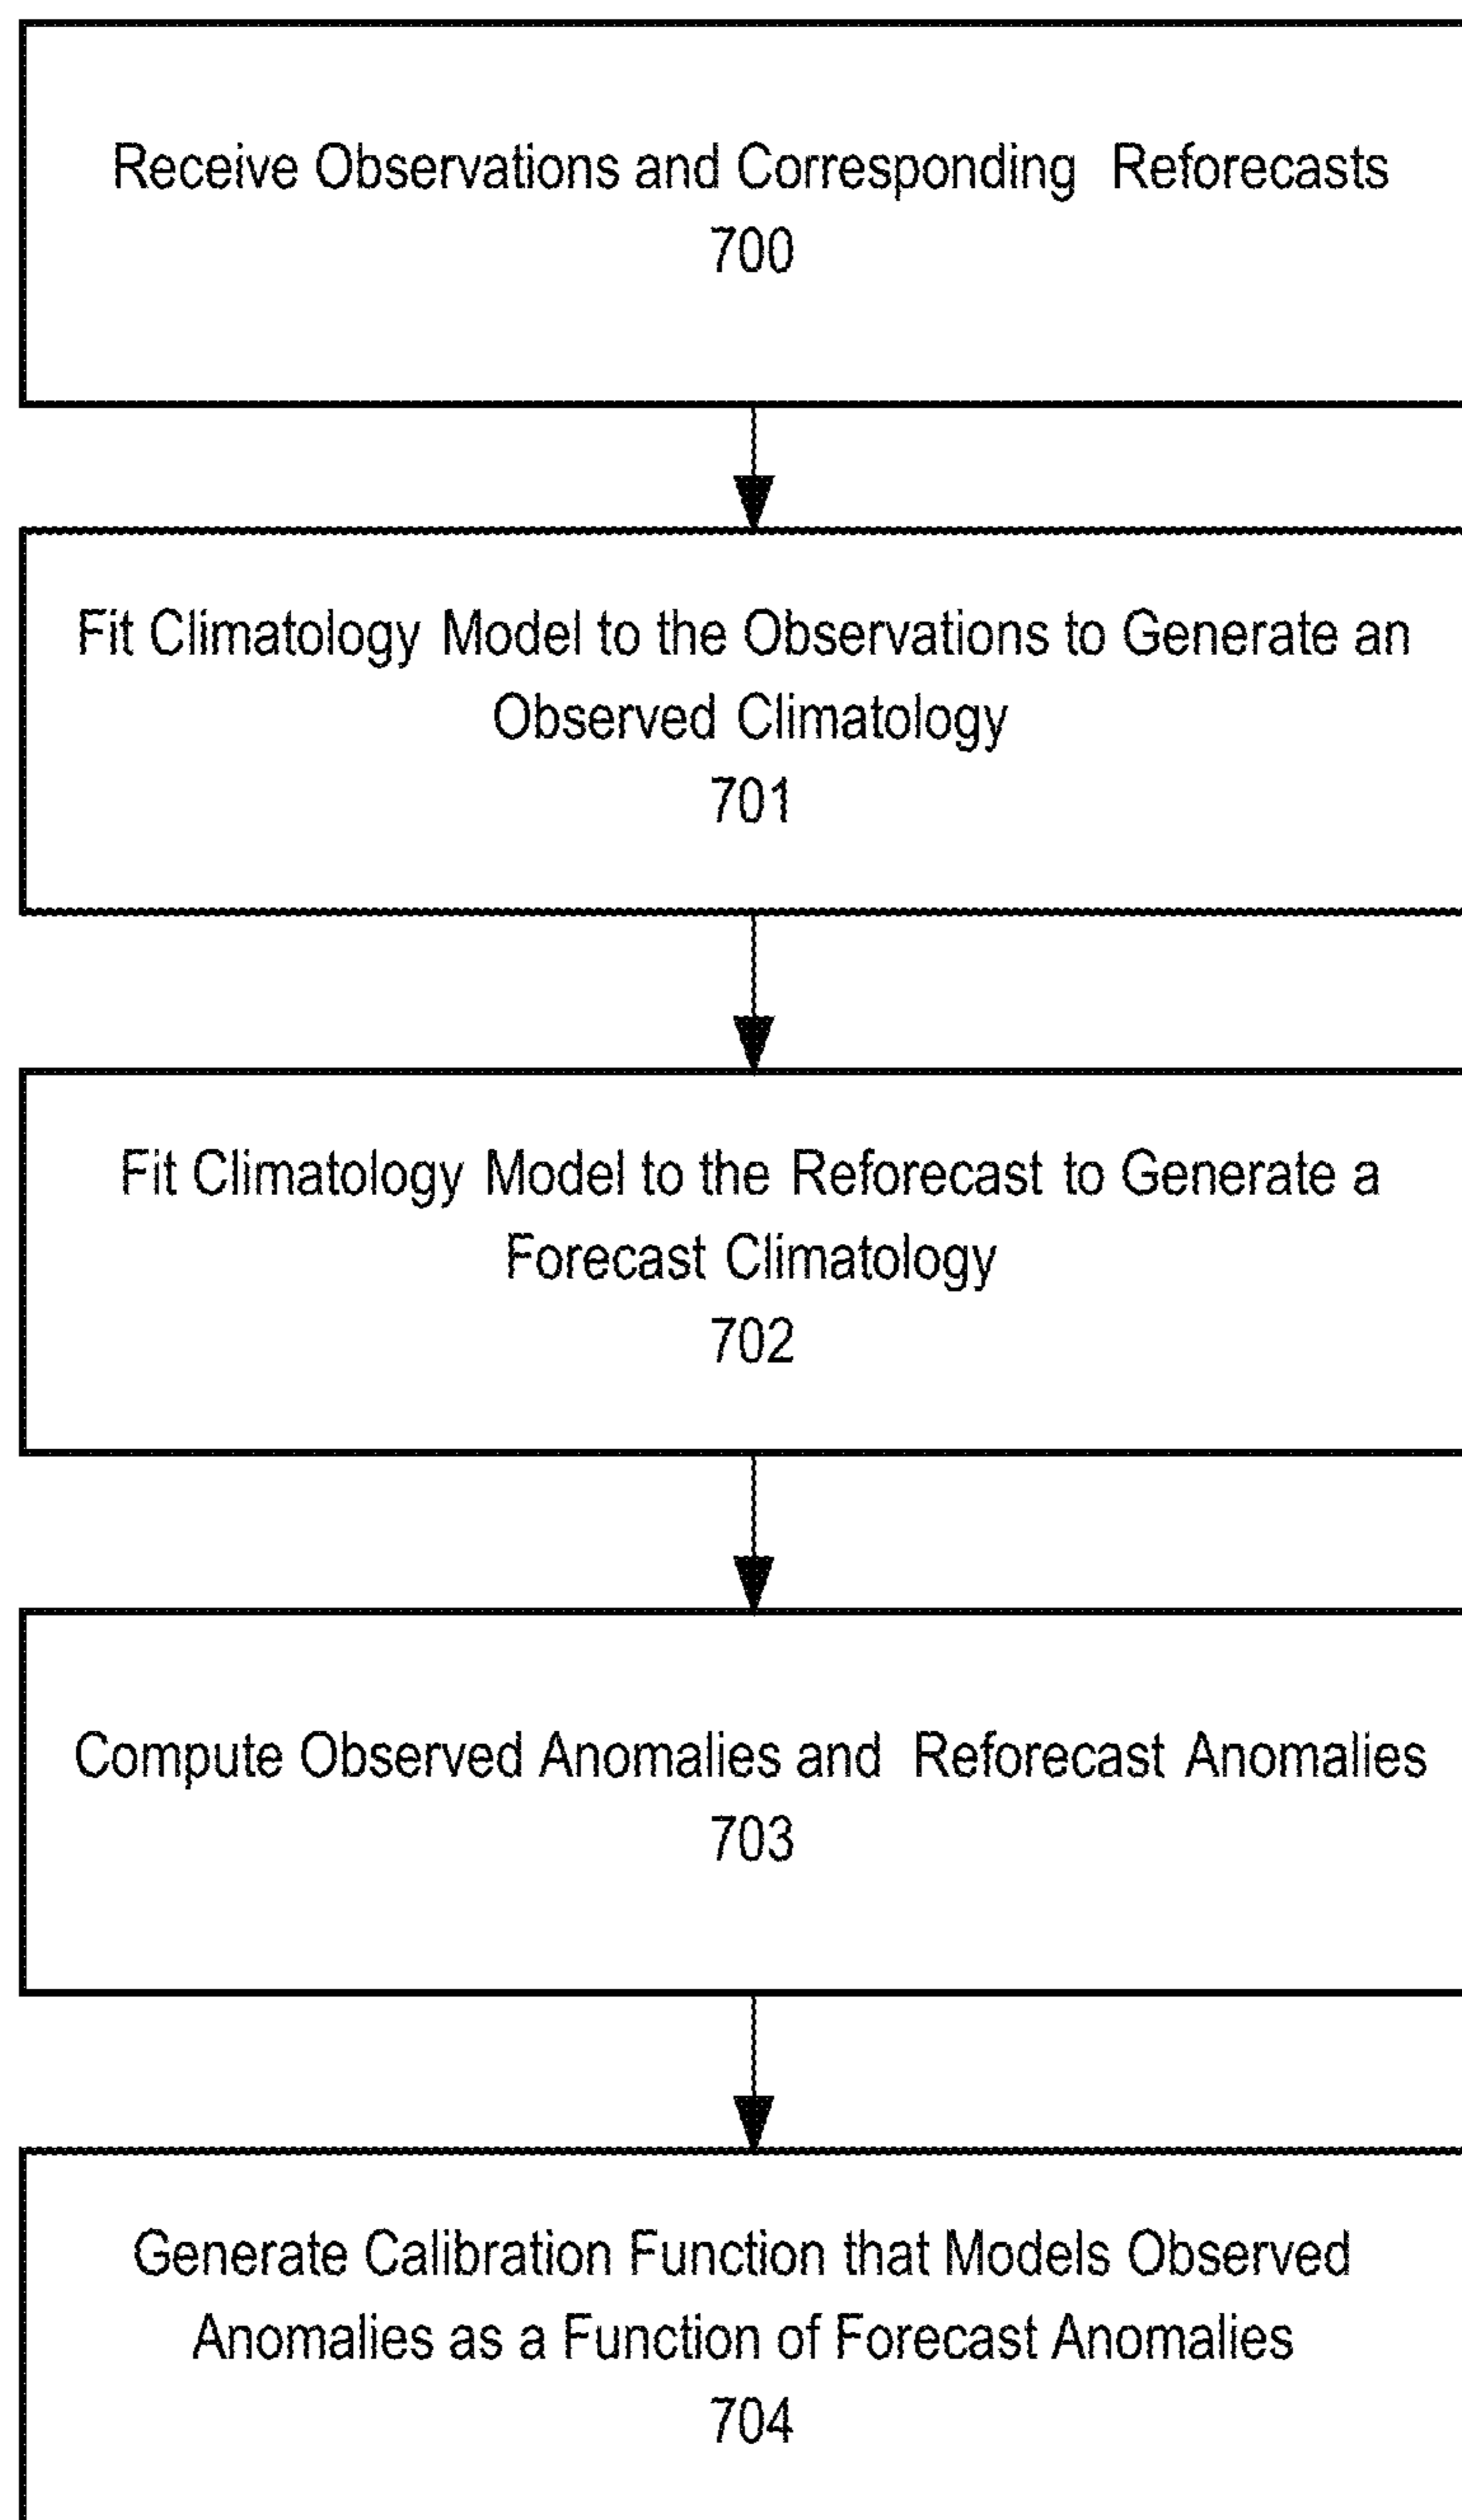 Receive Observations and Corresponding Reforecasts
700
Fit Climatology Model to the Observations to Generate an
Observed Climatology
701
Fit Climatology Model to the Reforecast to Generate a
Forecast Climatology
702
Compute Observed Anomalies and Reforecast Anomalies
703
Generate Calibration Function that Models Observed
Anomalies as a Function of Forecast Anomalies
704